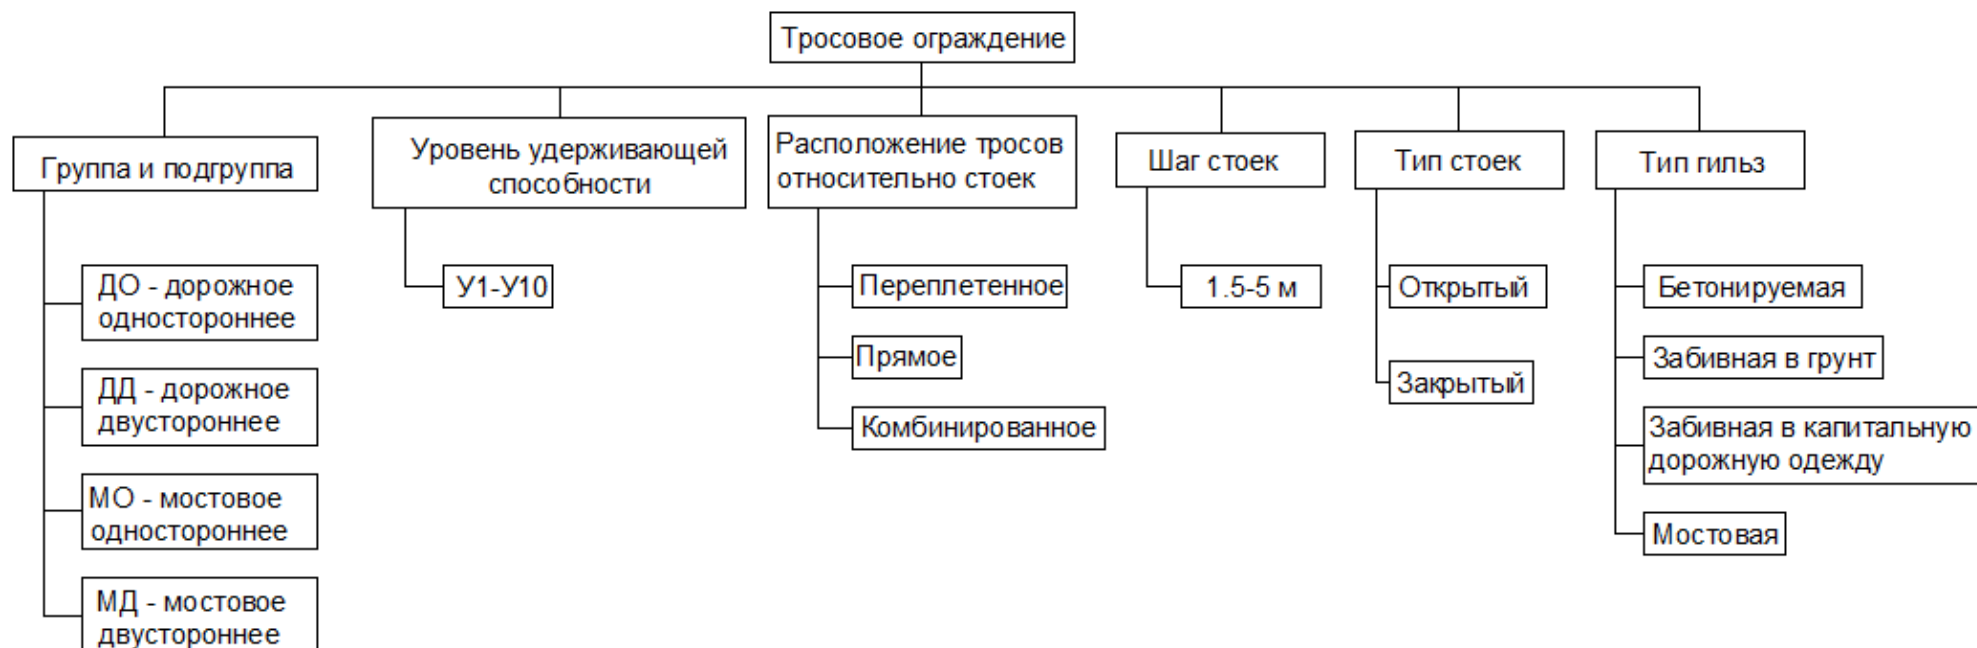 Тросовое ограждение
Группа и подгруппа
ДО - дорожное
одностороннее
ДД - дорожное
двустороннее
МО - мостовое
одностороннее
МД - мостовое
двустороннее
Уровень удерживающей
способности
У1-У10
Расположение тросов
относительно стоек
Переплетенное
Прямое
Комбинированное
Шаг стоек
1.5-5 м
Тип стоек
Открытый
Закрытый
Тип гильз
Бетонируемая
Забивная в грунт
Забивная в капитальную
дорожную одежду
Мостовая